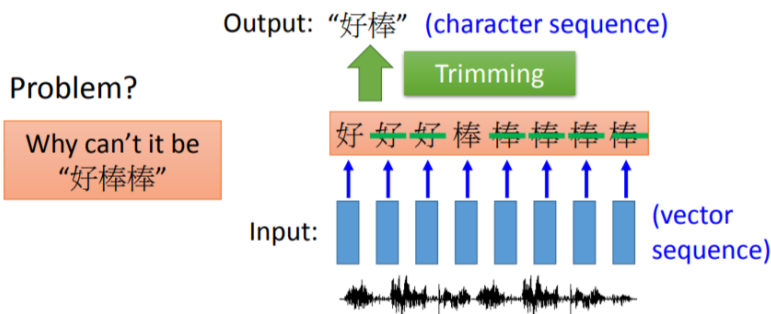 Output: “好棒” (character sequence)
Trimming
Problem?
Why can’t it be
“好棒棒”
好 好 好 棒 棒 棒 棒 棒
Input:
(vector
sequence)